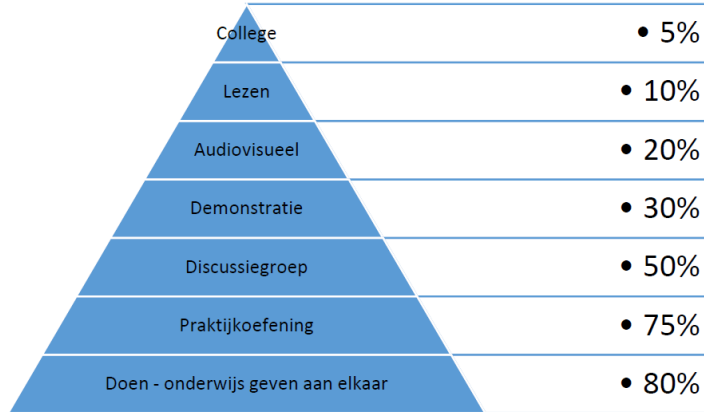 College • 5%
Lezen • 10%
Audiovisueel • 20%
Demonstratie • 30%
Discussiegroep • 50%
Praktijkoefening • 75%
Doen - onderwijs geven aan elkaar • 80%